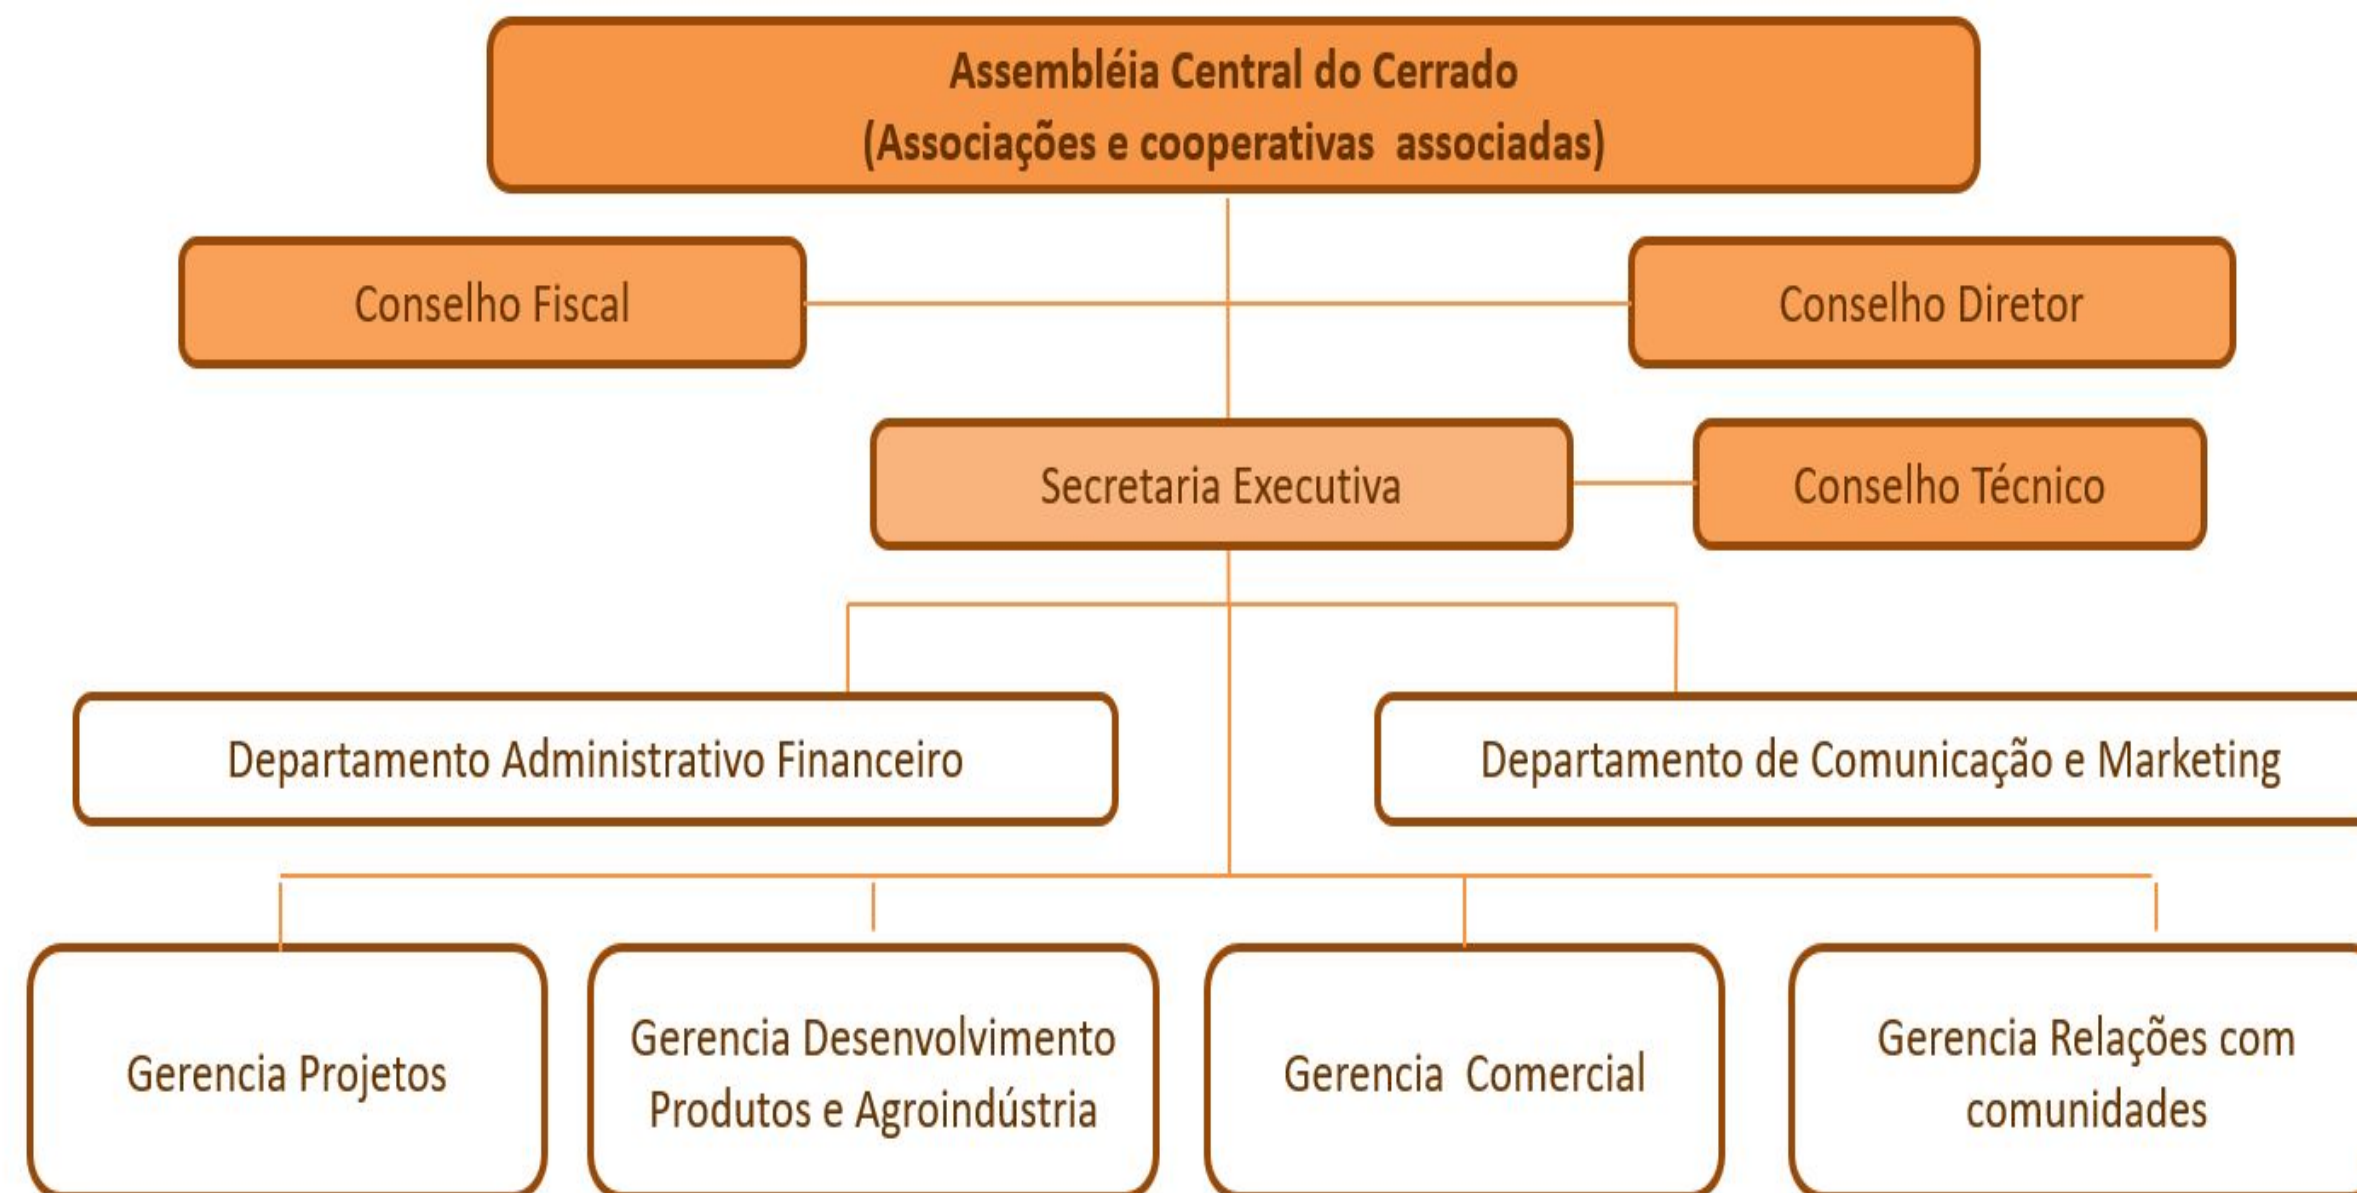 Assembléia Central do Cerrado
(Associações e cooperativas  associadas)
Conselho Fiscal
Conselho Diretor
Secretaria Executiva
Conselho Técnico
Departamento Administrativo Financeiro
Departamento de Comunicação e Marketing
Gerencia Projetos
Gerencia Desenvolvimento
Produtos e Agroindústria
Gerencia  Comercial
Gerencia Relações com
comunidades